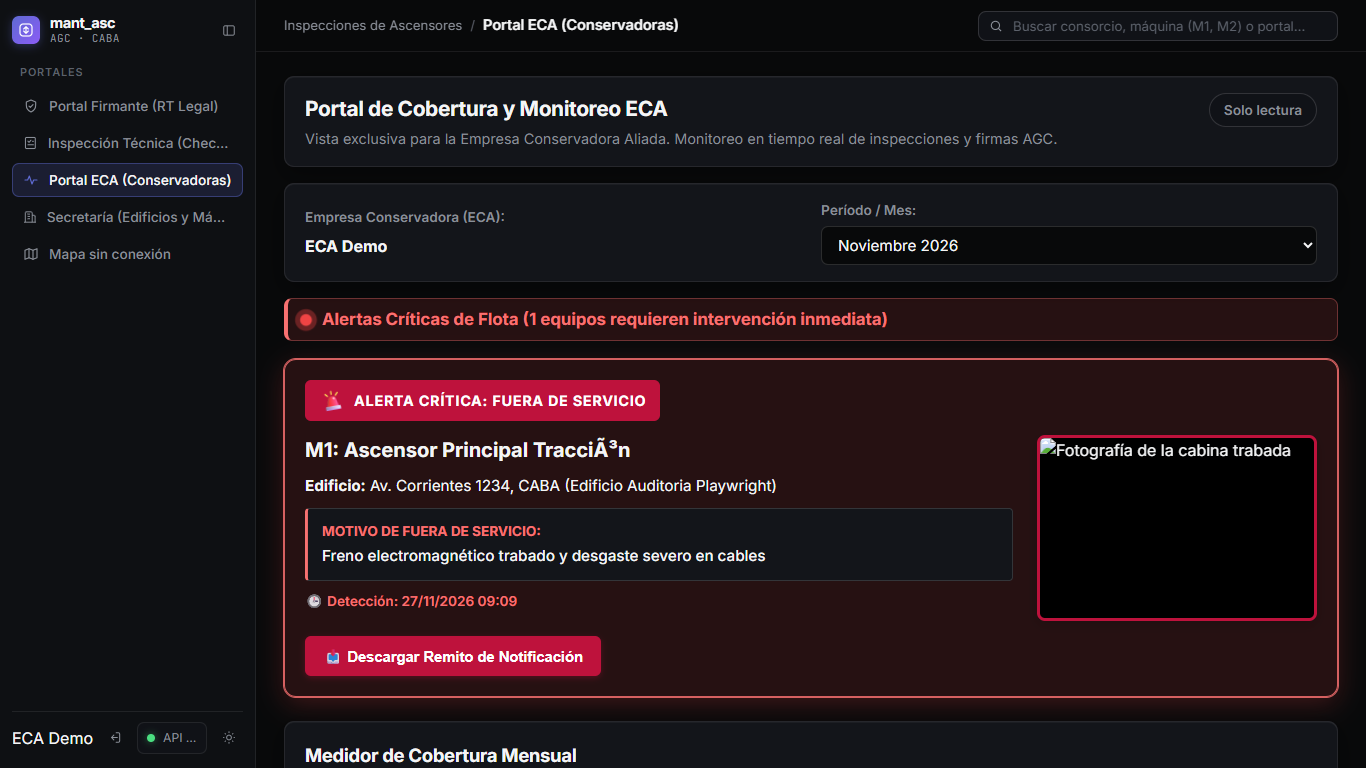 mant_asc
AGC · CABA
PORTALES
Portal Firmante (RT Legal)
Inspección Técnica (Chec...
Portal ECA (Conservadoras)
Secretaría (Edificios y Má...
Mapa sin conexión
ECA Demo
API ...
Inspecciones de Ascensores / Portal ECA (Conservadoras)
Buscar consorcio, máquina (M1, M2) o portal...
Portal de Cobertura y Monitoreo ECA
Vista exclusiva para la Empresa Conservadora Aliada. Monitoreo en tiempo real de inspecciones y firmas AGC.
Solo lectura
Empresa Conservadora (ECA):
ECA Demo
Período / Mes:
Noviembre 2026
Alertas Críticas de Flota (1 equipos requieren intervención inmediata)
ALERTA CRÍTICA: FUERA DE SERVICIO
M1: Ascensor Principal TracciÃ³n
Edificio: Av. Corrientes 1234, CABA (Edificio Auditoria Playwright)
MOTIVO DE FUERA DE SERVICIO:
Freno electromagnético trabado y desgaste severo en cables
Detección: 27/11/2026 09:09
Descargar Remito de Notificación
Fotografía de la cabina trabada
Medidor de Cobertura Mensual